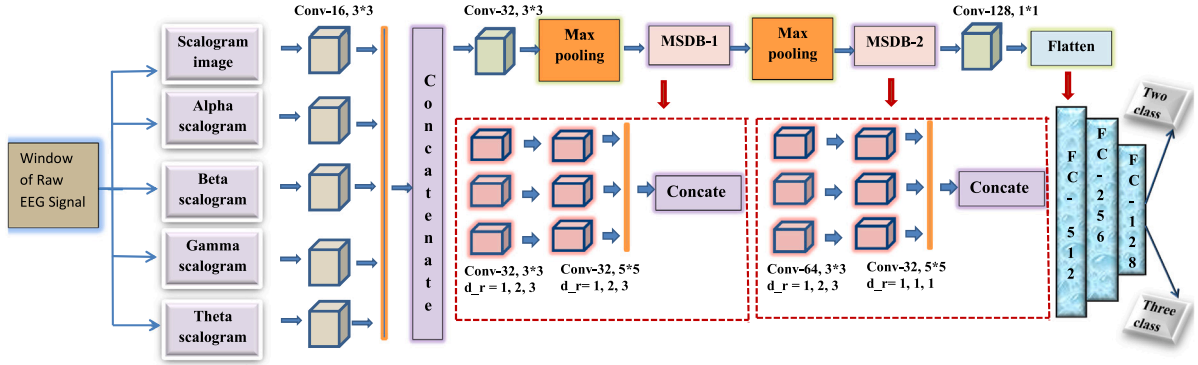 Window
of Raw
EEG Signal
Scalogram
image
Alpha
scalogram
Beta
scalogram
Gamma
scalogram
Theta
scalogram
Conv-16, 3*3
Concatenate
Conv-32, 3*3
Max
pooling
MSDB-1
Max
pooling
MSDB-2
Conv-128, 1*1
Flatten
Concate
Conv-32, 3*3
d_r = 1, 2, 3
Conv-32, 5*5
d_r= 1, 2, 3
Concate
Conv-64, 3*3
d_r = 1, 2, 3
Conv-32, 5*5
d_r= 1, 1, 1
FC-512
FC-256
FC-128
Two
class
Three
class